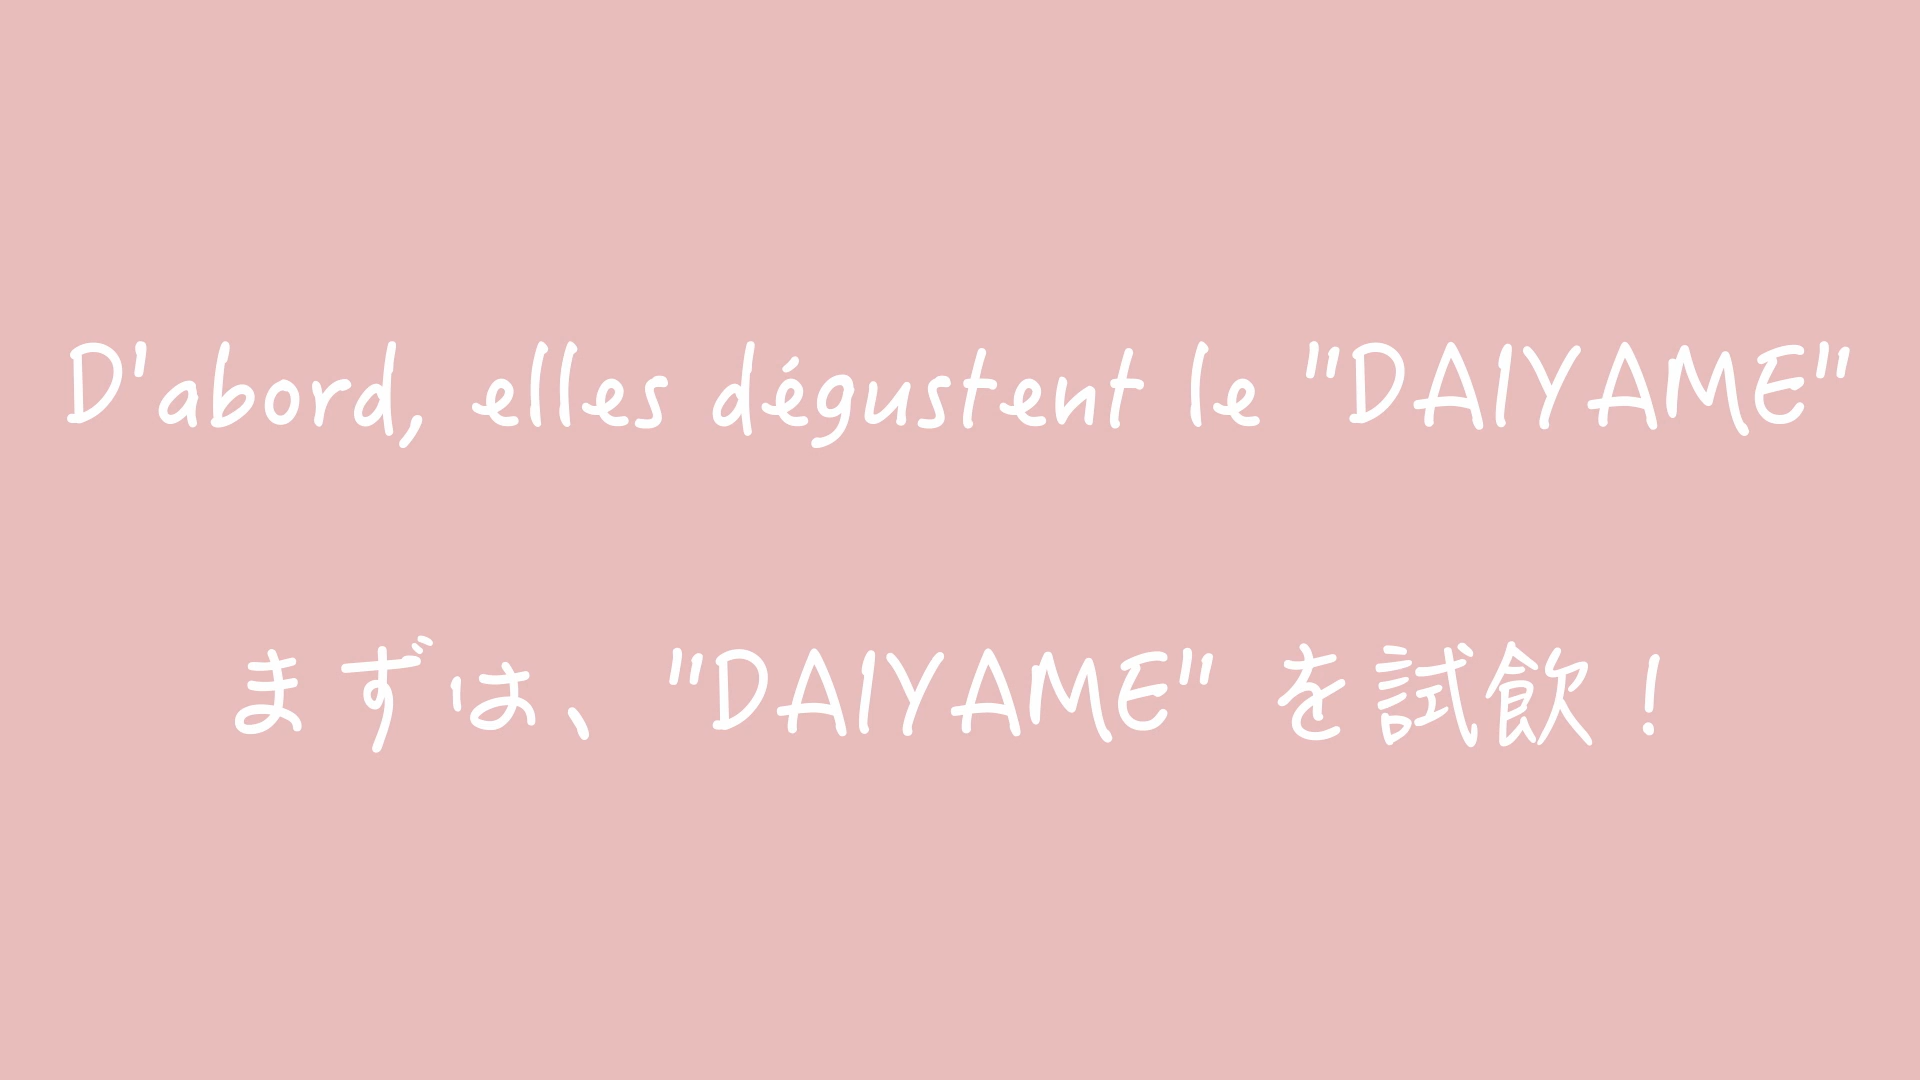 D'abord, elles dégustent le "DAIYAME"
まずは、"DAIYAME" を試飲！